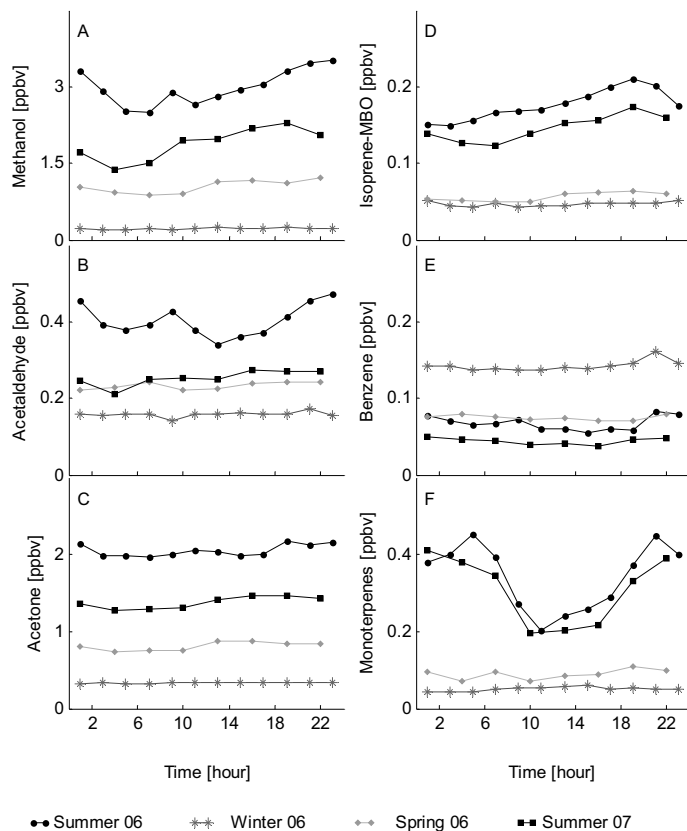 A
Methanol [ppbv]
3
1.5
0
D
Isoprene-MBO [ppbv]
0.2
0.1
0
B
Acetaldehyde [ppbv]
0.4
0.2
0
E
Benzene [ppbv]
0.2
0.1
0
C
Acetone [ppbv]
2
1
0
2 6 10 14 18 22
Time [hour]
F
Monoterpenes [ppbv]
0.4
0.2
0
2 6 10 14 18 22
Time [hour]
Summer 06 Winter 06 Spring 06 Summer 07